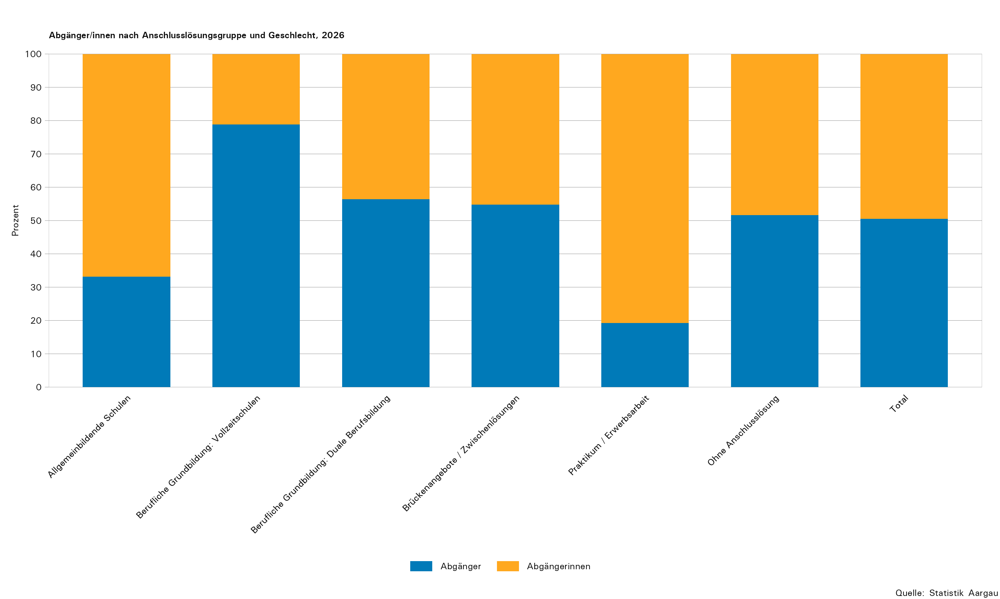 Abgänger/innen nach Anschlusslösungsgruppe und Geschlecht, 2026
100
90
80
70
60
50
40
30
20
10
0
Prozent
Allgemeinbildende Schulen
Berufliche Grundbildung: Vollzeitschulen
Berufliche Grundbildung: Duale Berufsbildung
Brückenangebote / Zwischenlösungen
Praktikum / Erwerbsarbeit
Ohne Anschlusslösung
Total
Abgänger
Abgängerinnen
Quelle: Statistik Aargau